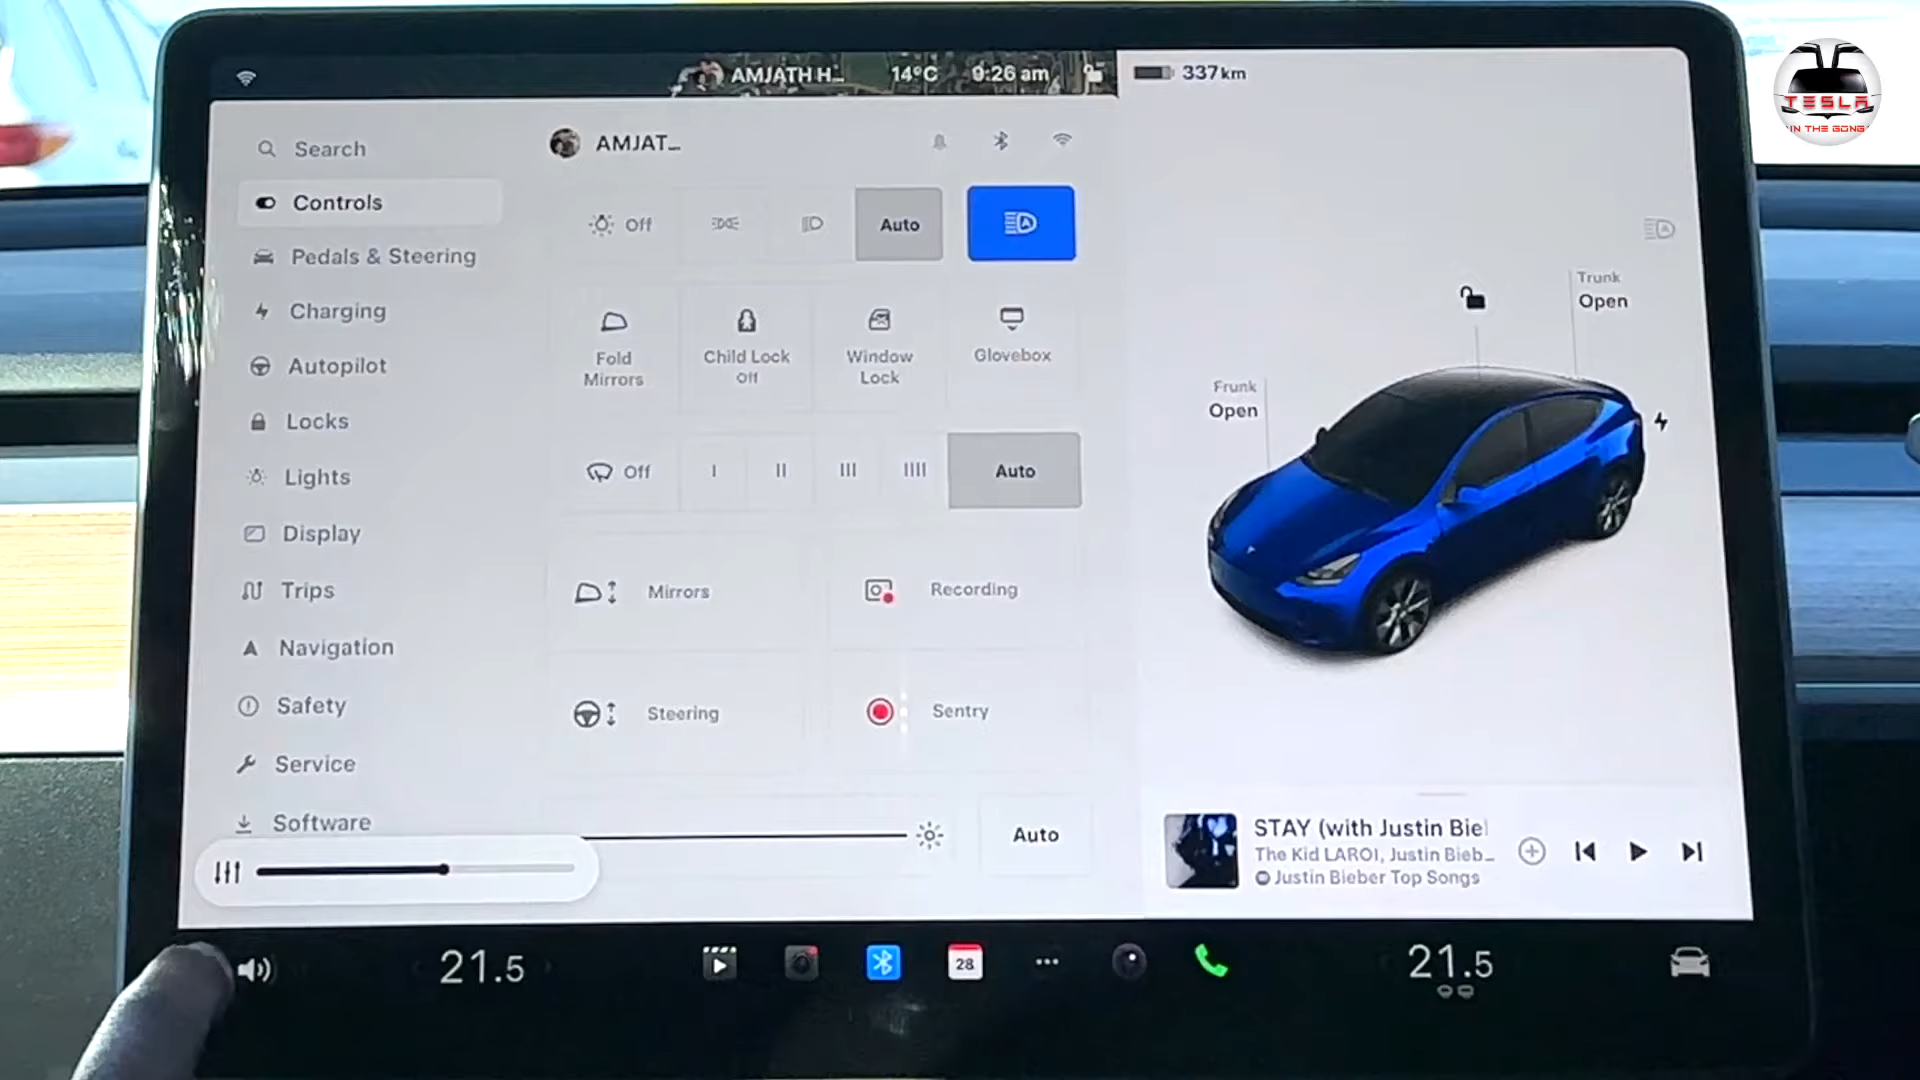 AMJATH H...
14°C
9:26 am
337 km
TESLA
IN THE GONG
Search
AMJAT...
Controls
Off
Auto
Pedals & Steering
Charging
Autopilot
Locks
Lights
Display
Trips
Navigation
Safety
Service
Software
Fold
Mirrors
Child Lock
Off
Window
Lock
Glovebox
Off
I
II
III
IIII
Auto
Mirrors
Recording
Steering
Sentry
Auto
Trunk
Open
Frunk
Open
STAY (with Justin Bie
The Kid LAROI, Justin Bieb...
Justin Bieber Top Songs
21.5
28
21.5